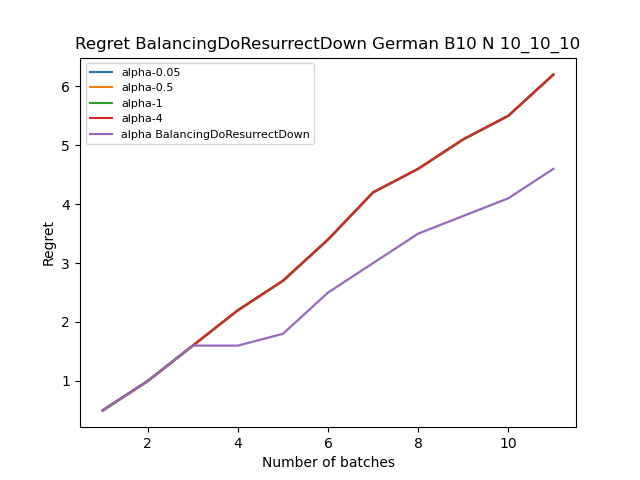 Regret BalancingDoResurrectDown German B10 N 10_10_10
alpha-0.05
alpha-0.5
alpha-1
alpha-4
alpha BalancingDoResurrectDown
6
5
4
3
2
1
Regret
2 4 6 8 10
Number of batches